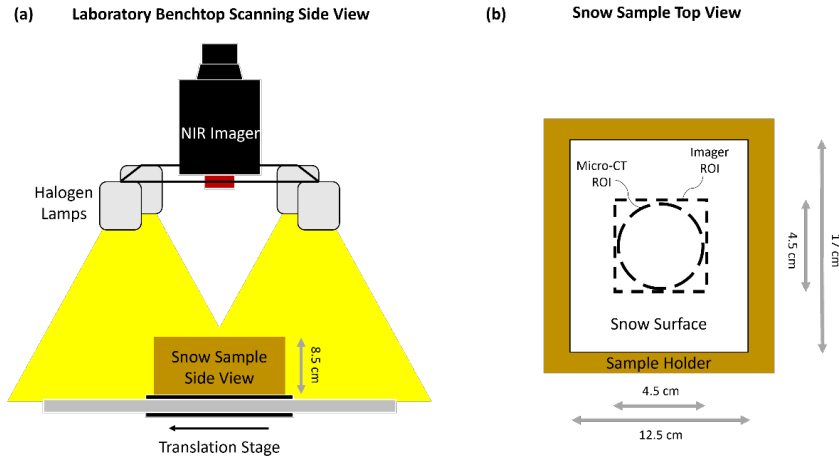 (a) Laboratory Benchtop Scanning Side View
NIR Imager
Halogen
Lamps
Snow Sample
Side View
8.5 cm
Translation Stage
(b) Snow Sample Top View
Micro-CT
ROI
Imager
ROI
Snow Surface
Sample Holder
4.5 cm
17 cm
4.5 cm
12.5 cm